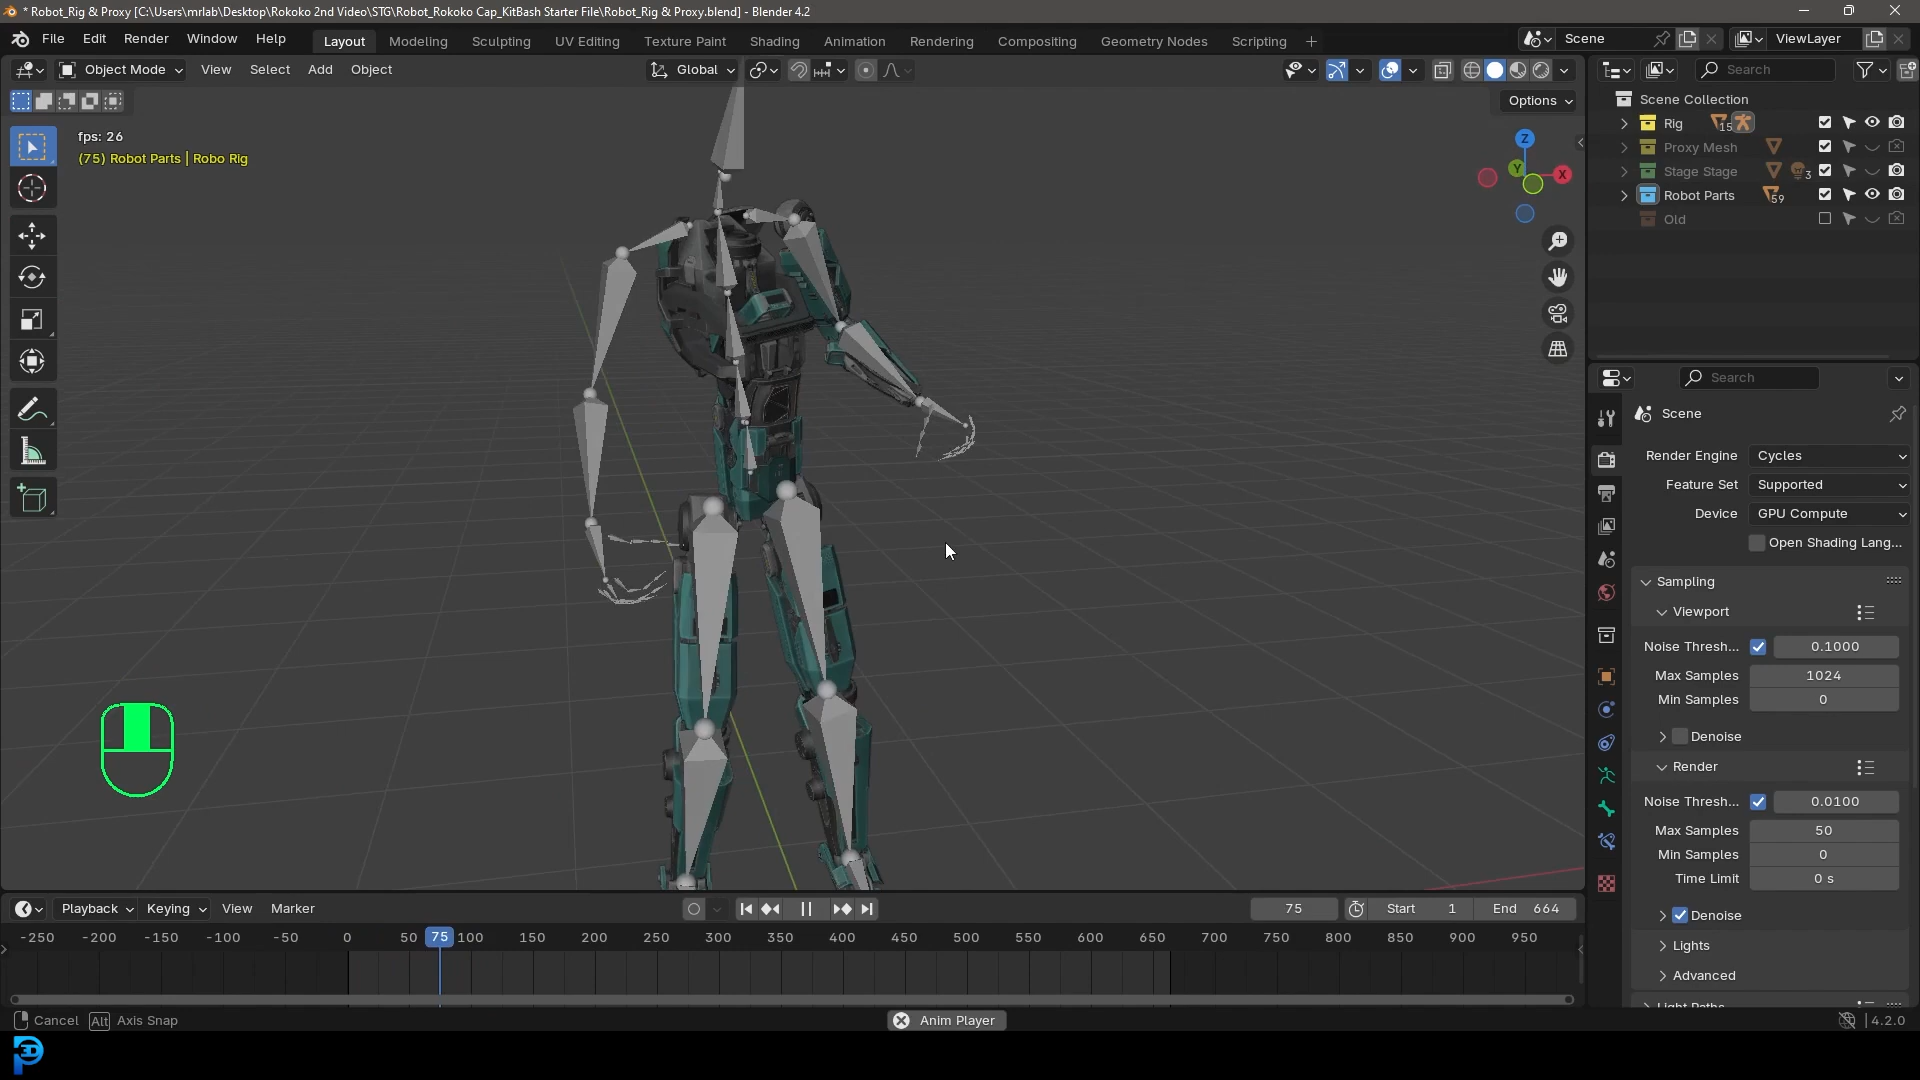 * Robot_Rig & Proxy [C:\Users\mrlab\Desktop\Rokoko 2nd Video\STG\Robot_Rokoko Cap_KitBash Starter File\Robot_Rig & Proxy.blend] - Blender 4.2
File Edit Render Window Help Layout Modeling Sculpting UV Editing Texture Paint Shading Animation Rendering Compositing Geometry Nodes Scripting + Scene ViewLayer
Object Mode View Select Add Object Global Search
Options
Scene Collection
Rig 15
Proxy Mesh
Stage Stage 3
Robot Parts 59
Old
fps: 26
(75) Robot Parts | Robo Rig
Z
Y X
Search
Scene
Render Engine Cycles
Feature Set Supported
Device GPU Compute
Open Shading Lang...
Sampling
Viewport
Noise Thresh... 0.1000
Max Samples 1024
Min Samples 0
Denoise
Render
Noise Thresh... 0.0100
Max Samples 50
Min Samples 0
Time Limit 0 s
Denoise
Lights
Advanced
Playback Keying View Marker 75 Start 1 End 664
-250 -200 -150 -100 -50 0 50 75 100 150 200 250 300 350 400 450 500 550 600 650 700 750 800 850 900 950
Cancel Alt Axis Snap Anim Player 4.2.0